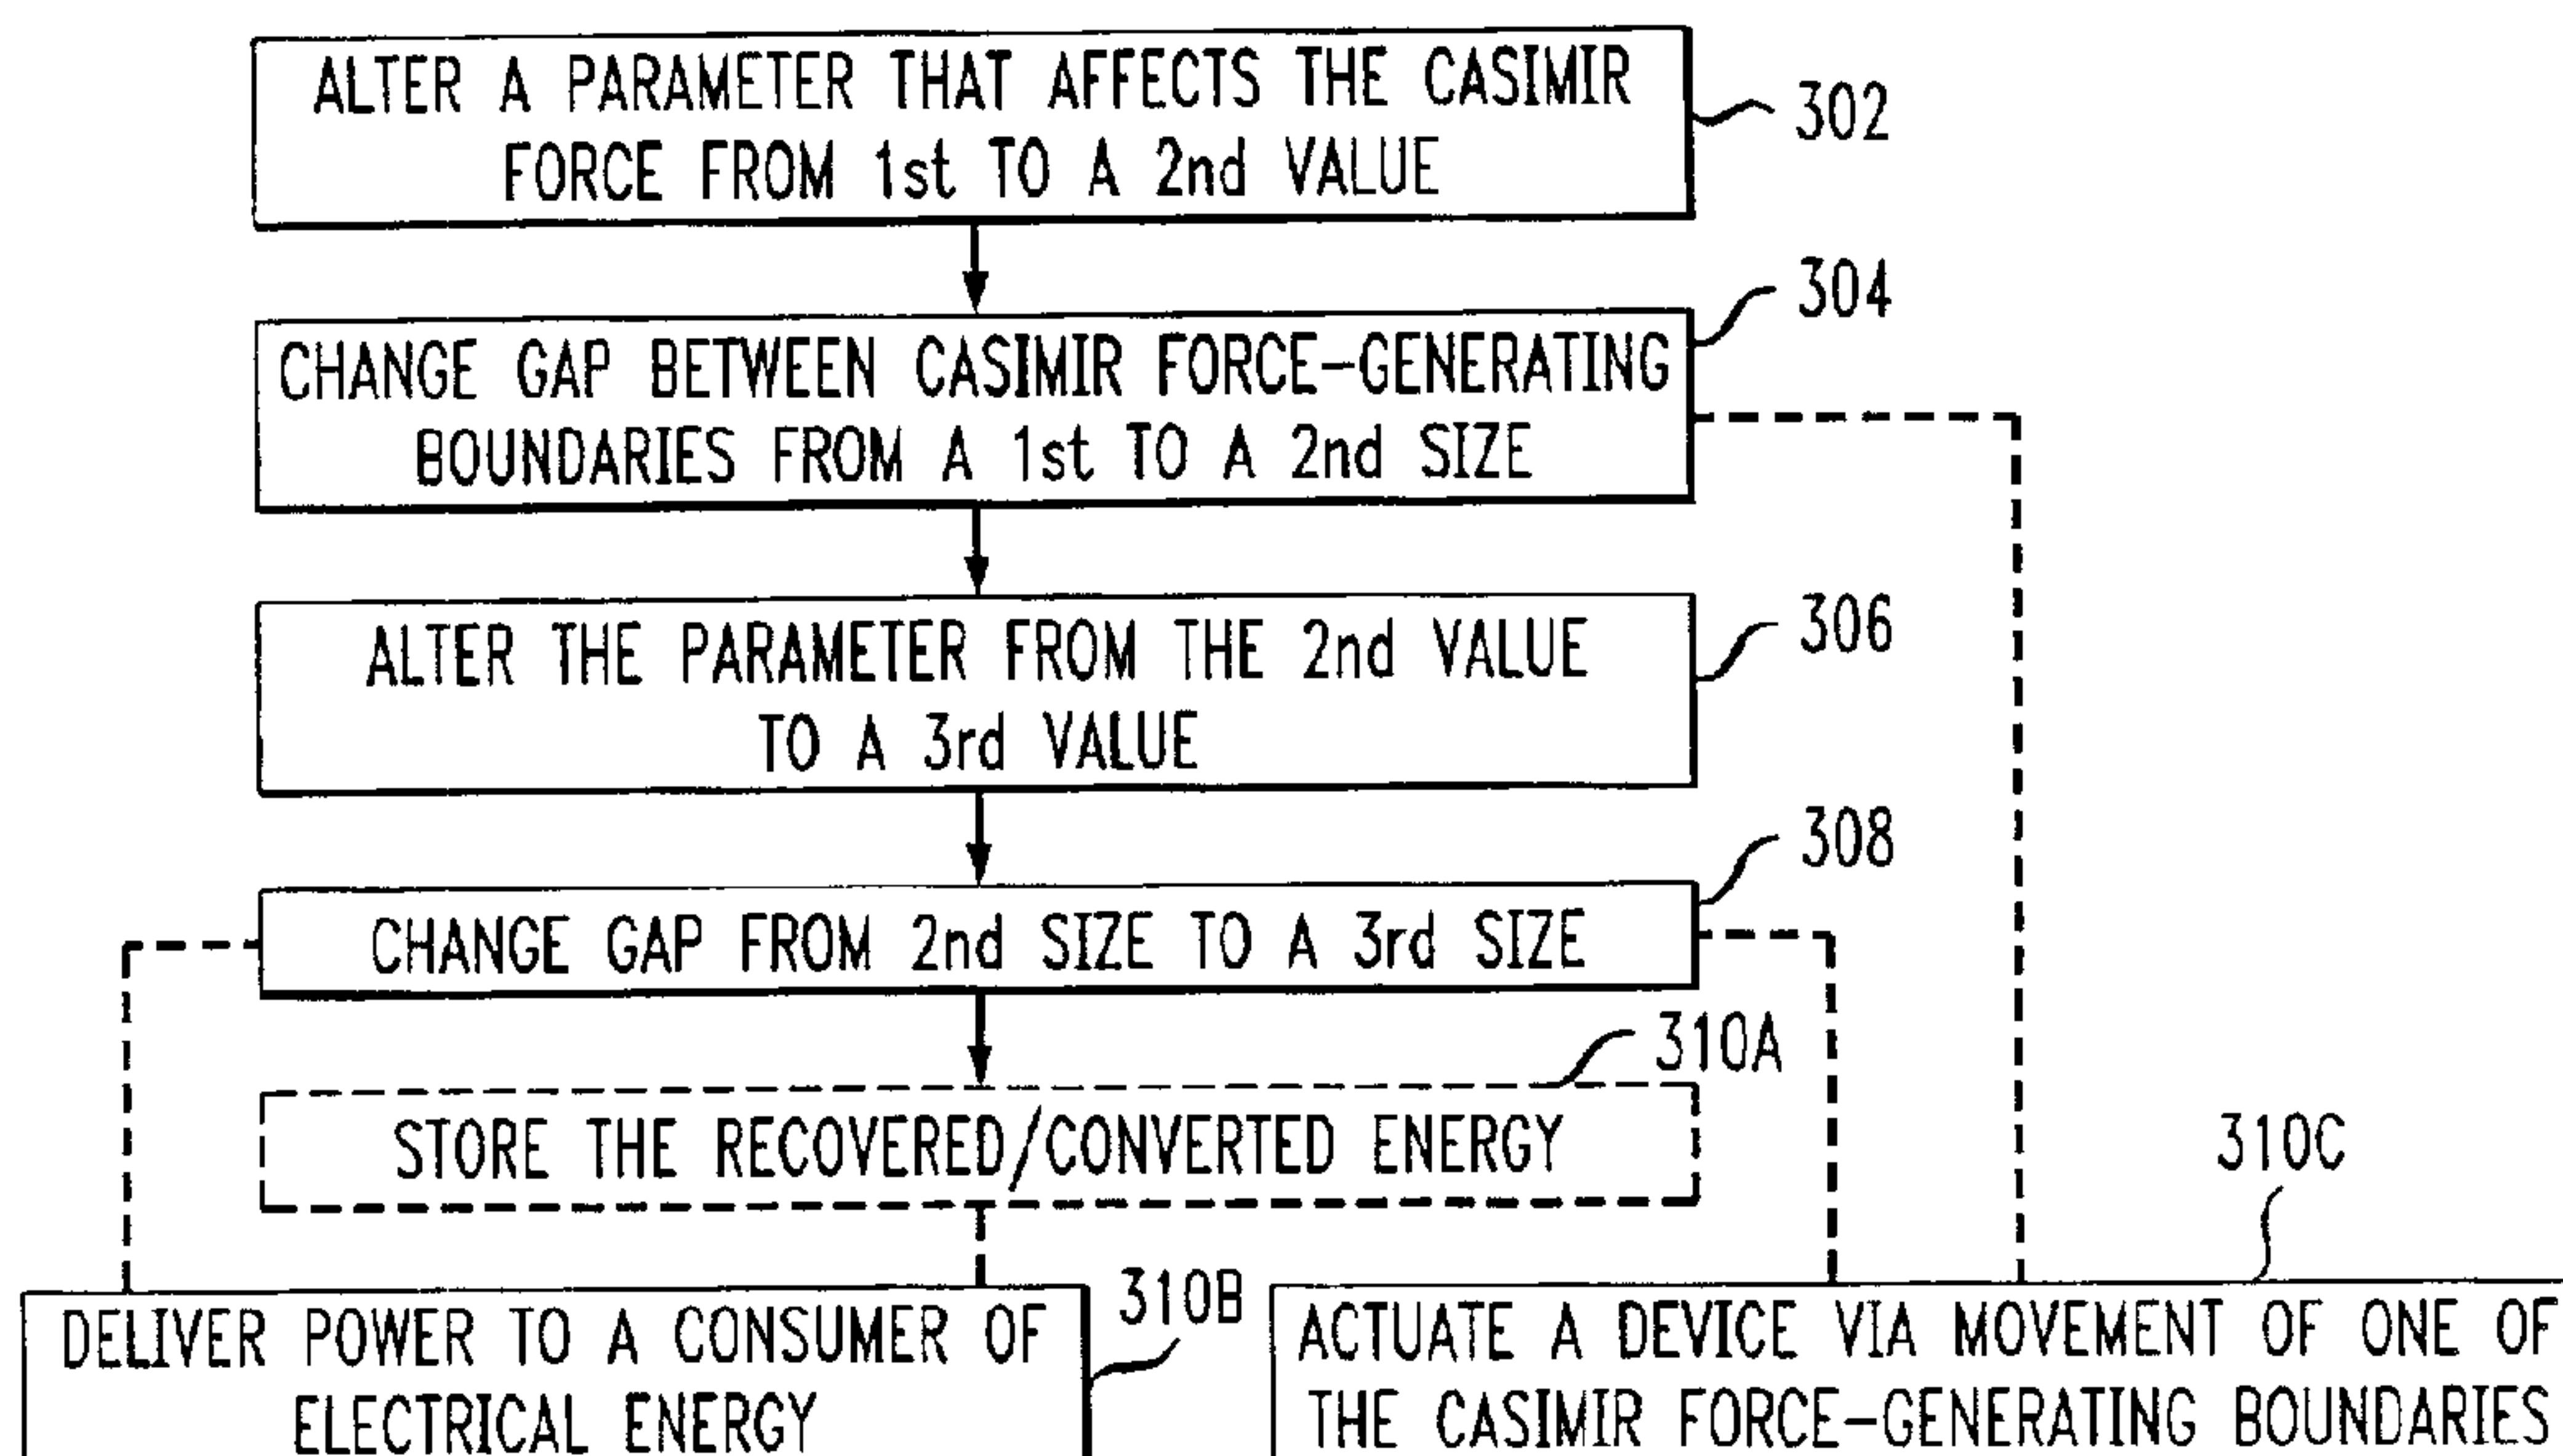 ALTER A PARAMETER THAT AFFECTS THE CASIMIR
FORCE FROM 1st TO A 2nd VALUE
302
304
CHANGE GAP BETWEEN CASIMIR FORCE-GENERATING
BOUNDARIES FROM A 1st TO A 2nd SIZE
306
ALTER THE PARAMETER FROM THE 2nd VALUE
TO A 3rd VALUE
308
CHANGE GAP FROM 2nd SIZE TO A 3rd SIZE
310A
STORE THE RECOVERED/CONVERTED ENERGY
310B
DELIVER POWER TO A CONSUMER OF
ELECTRICAL ENERGY
310C
ACTUATE A DEVICE VIA MOVEMENT OF ONE OF
THE CASIMIR FORCE-GENERATING BOUNDARIES